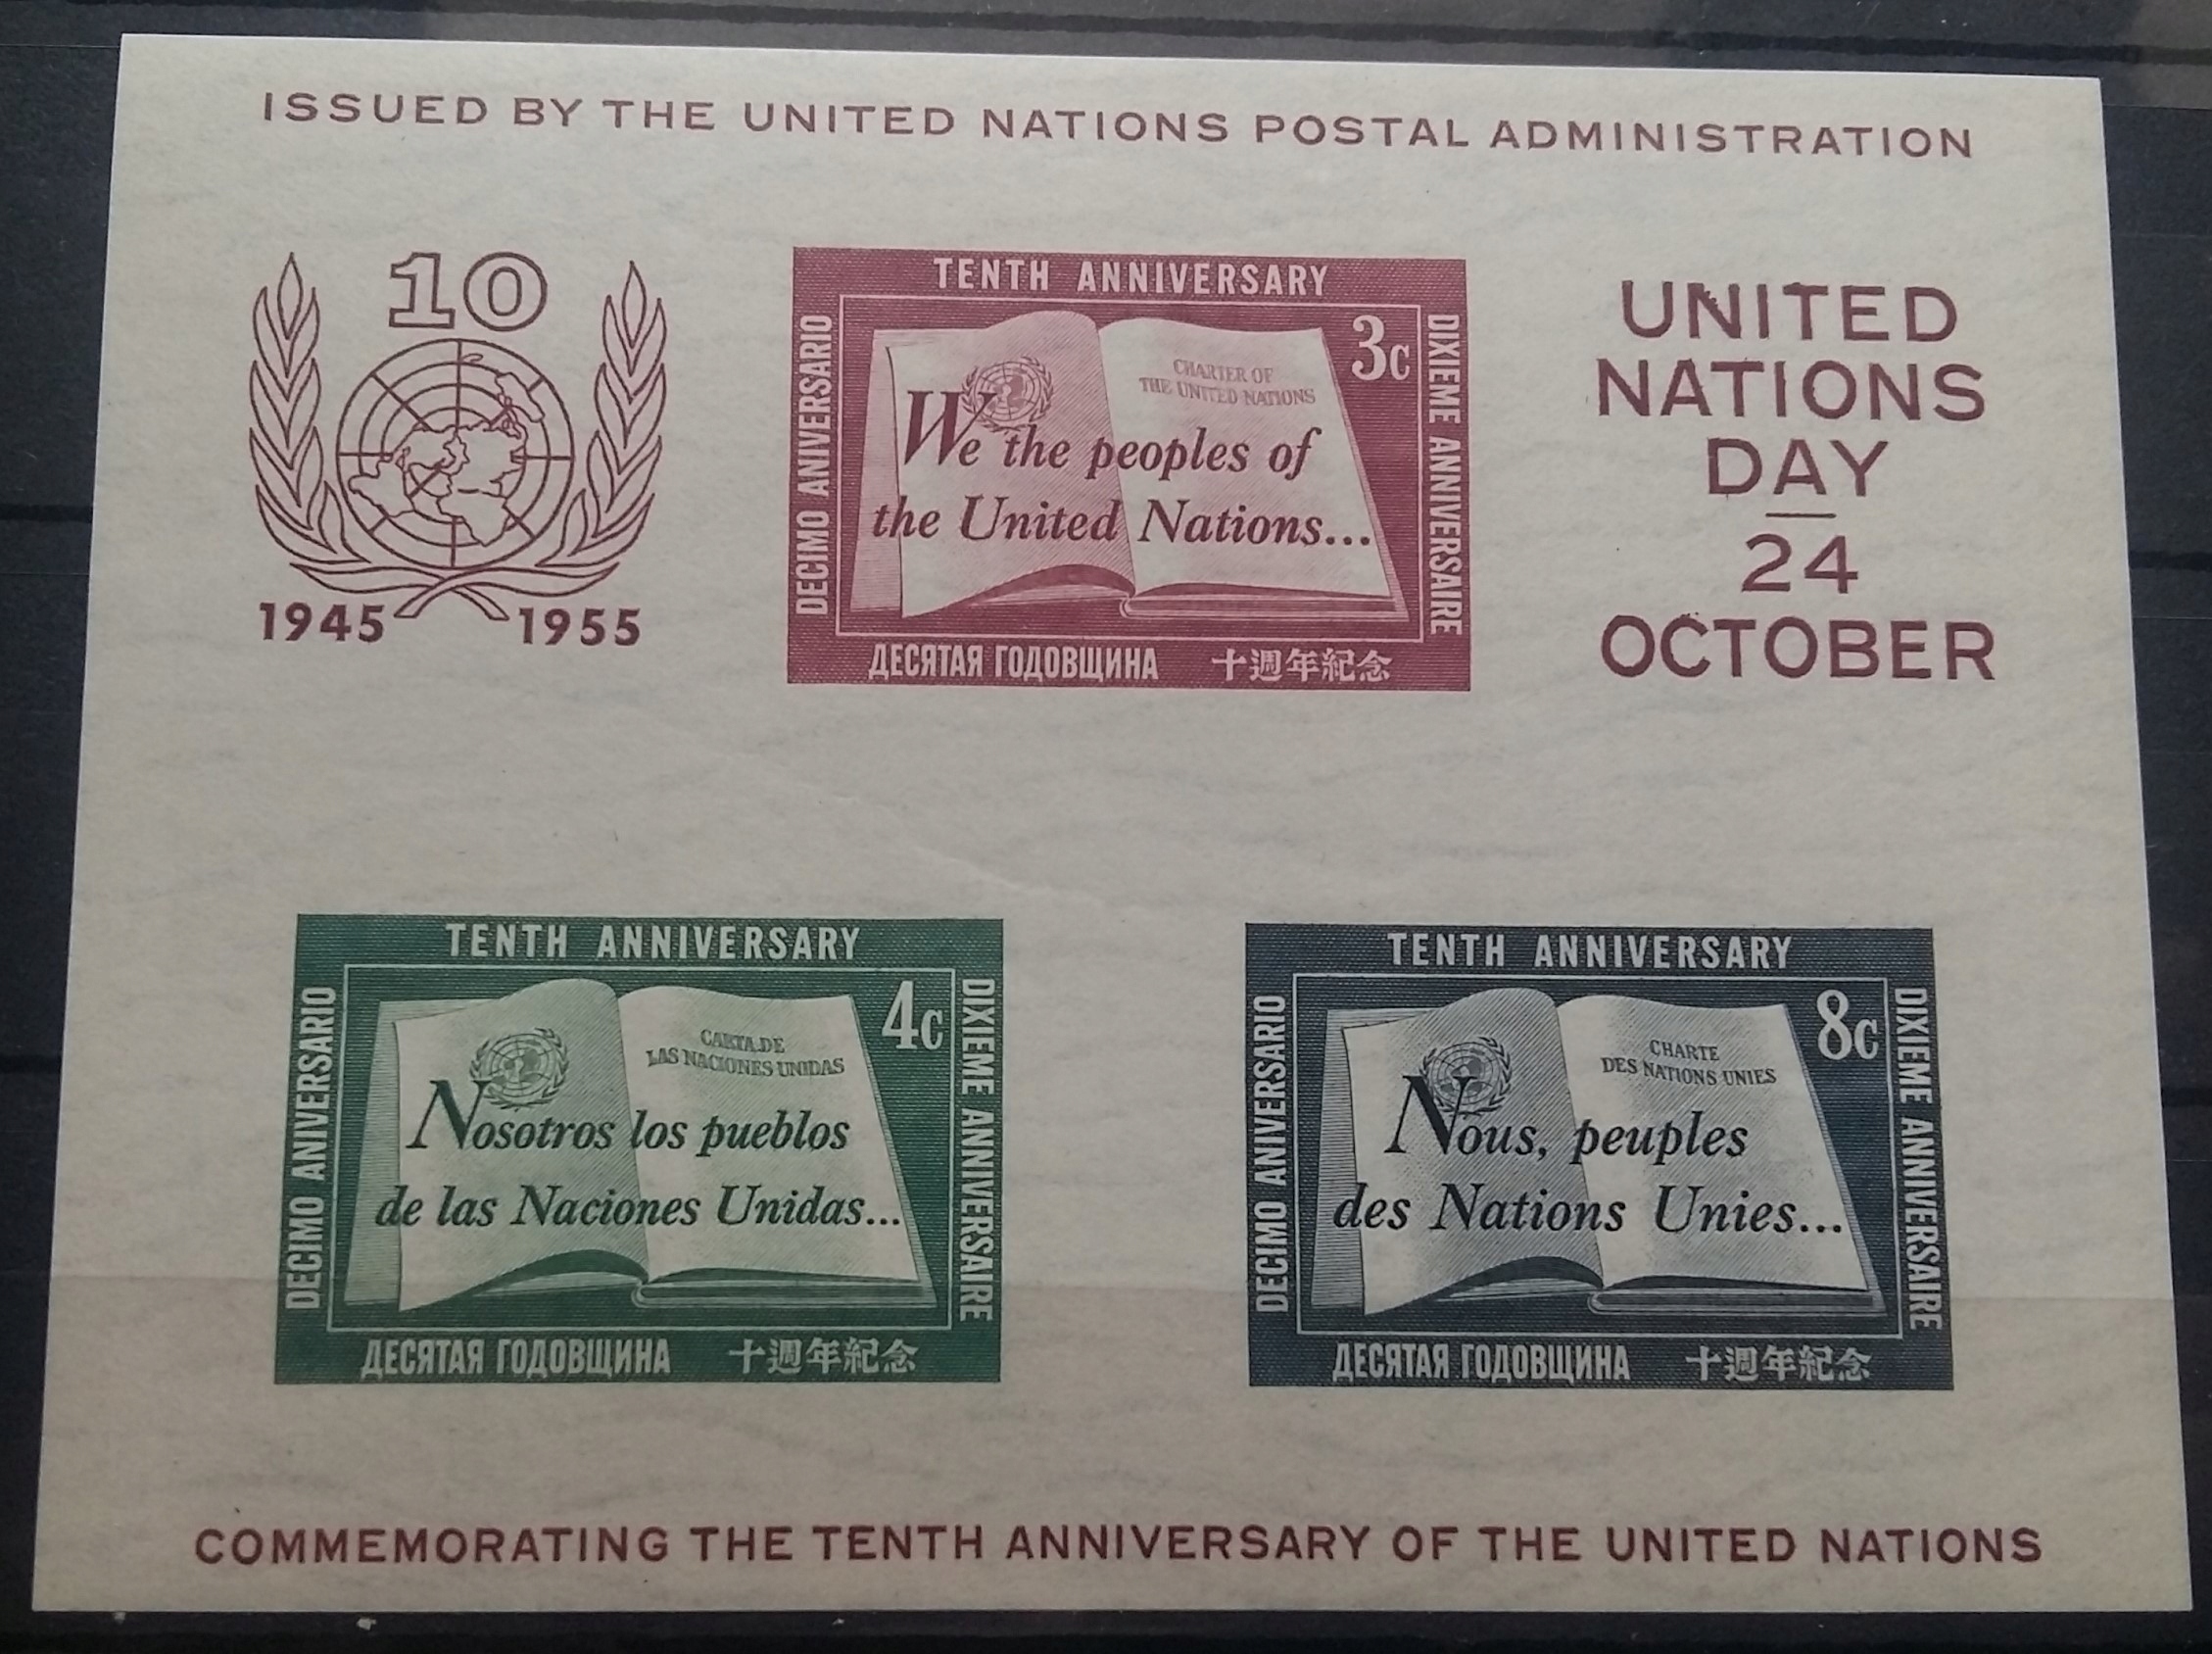 ISSUED BY THE UNITED NATIONS POSTAL ADMINISTRATION
10
1945 1955
TENTH ANNIVERSARY
DECIMO ANIVERSARIO
3c
CHARTER OF
THE UNITED NATIONS
We the peoples of
the United Nations...
DIXIEME ANNIVERSAIRE
ДЕСЯТАЯ ГОДОВЩИНА 十週年紀念
UNITED
NATIONS
DAY
24
OCTOBER
TENTH ANNIVERSARY
DECIMO ANIVERSARIO
4c
CARTA DE
LAS NACIONES UNIDAS
Nosotros los pueblos
de las Naciones Unidas...
DIXIEME ANNIVERSAIRE
ДЕСЯТАЯ ГОДОВЩИНА 十週年紀念
TENTH ANNIVERSARY
DECIMO ANIVERSARIO
8c
CHARTE
DES NATIONS UNIES
Nous, peuples
des Nations Unies...
DIXIEME ANNIVERSAIRE
ДЕСЯТАЯ ГОДОВЩИНА 十週年紀念
COMMEMORATING THE TENTH ANNIVERSARY OF THE UNITED NATIONS